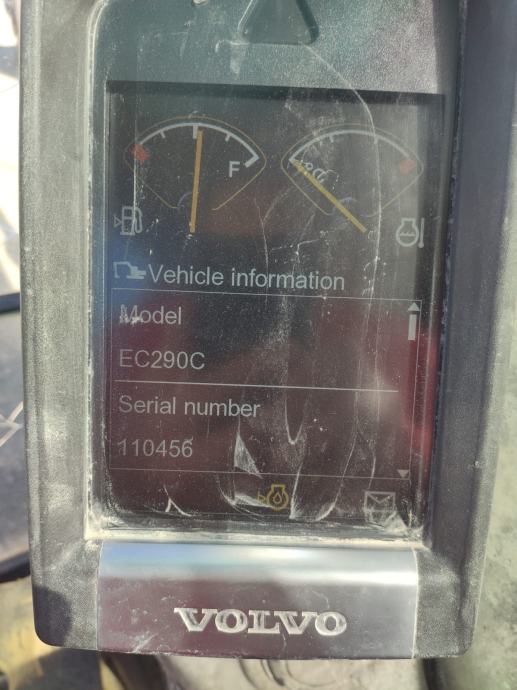 F
Vehicle information
Model
EC290C
Serial number
110456
VOLVO